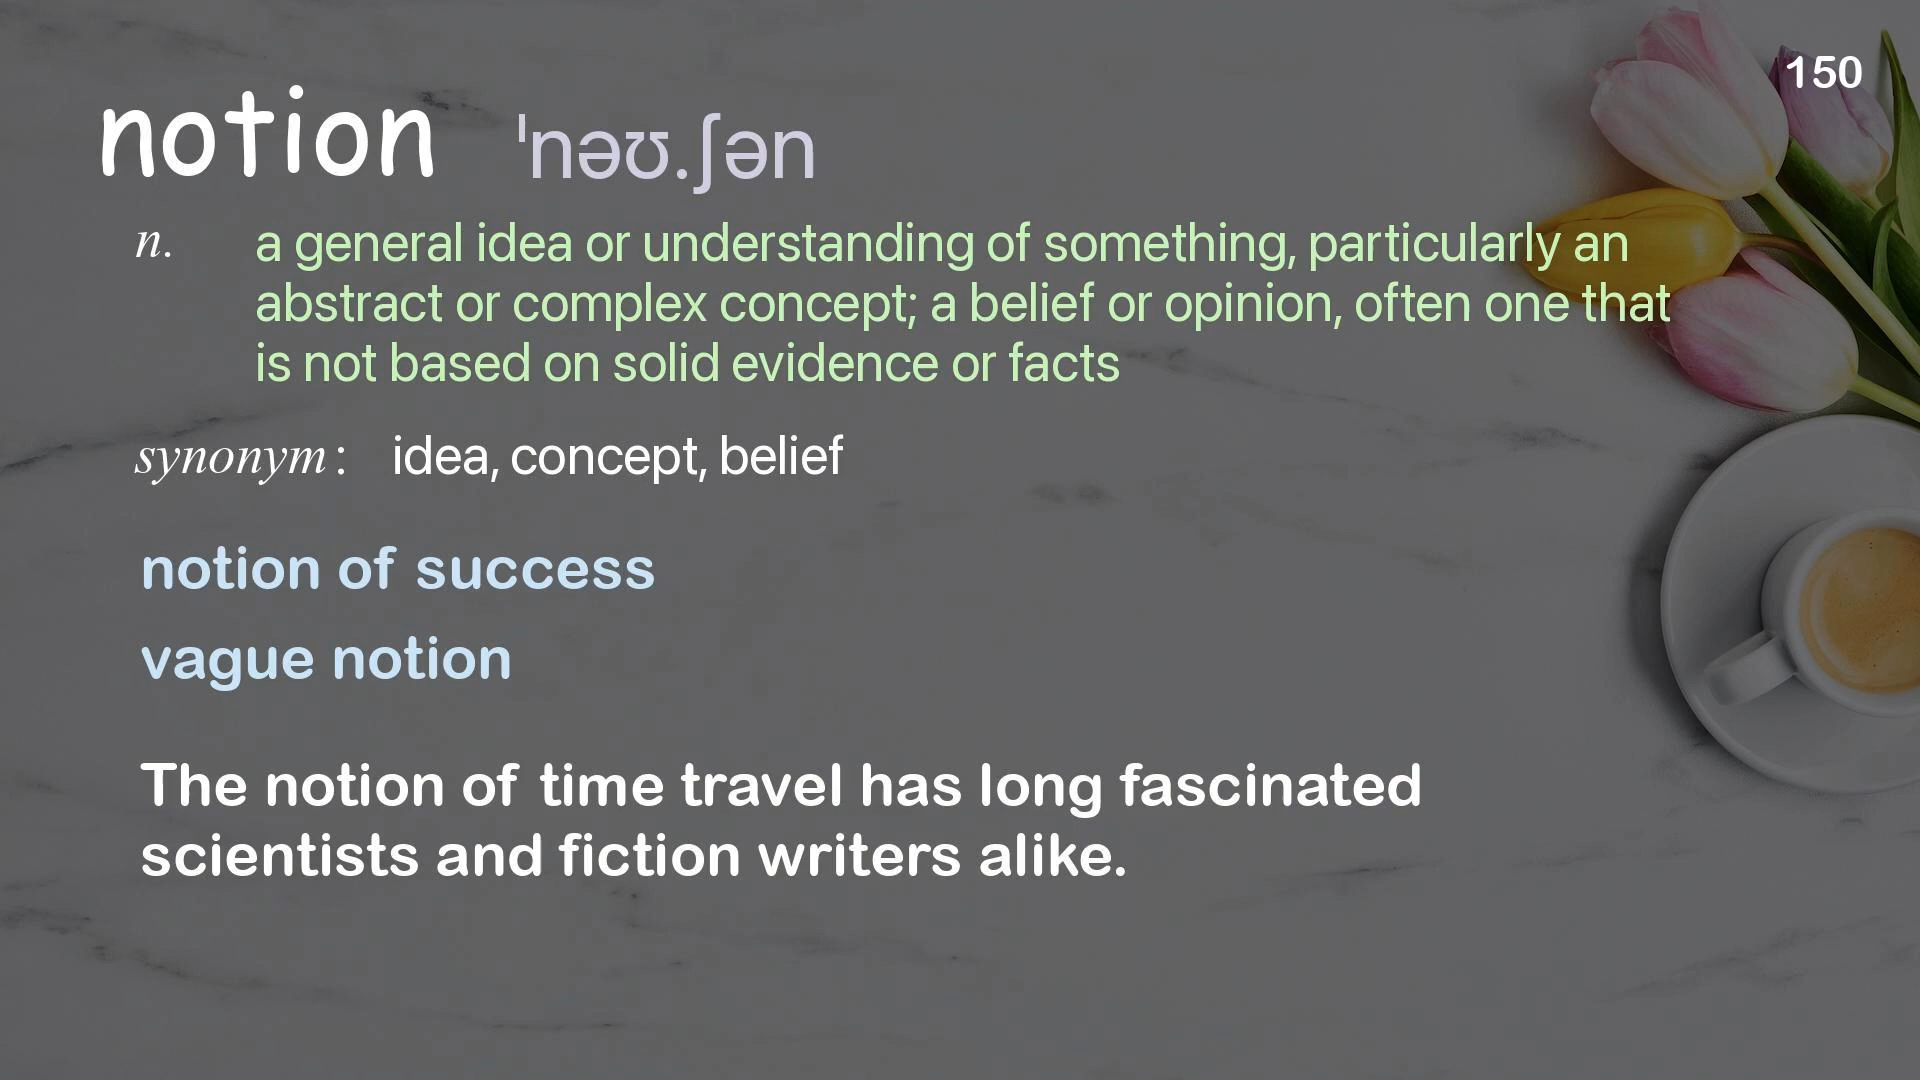 150
notion ˈnəʊ.ʃən
n. a general idea or understanding of something, particularly an
abstract or complex concept; a belief or opinion, often one that
is not based on solid evidence or facts
synonym: idea, concept, belief
notion of success
vague notion
The notion of time travel has long fascinated
scientists and fiction writers alike.